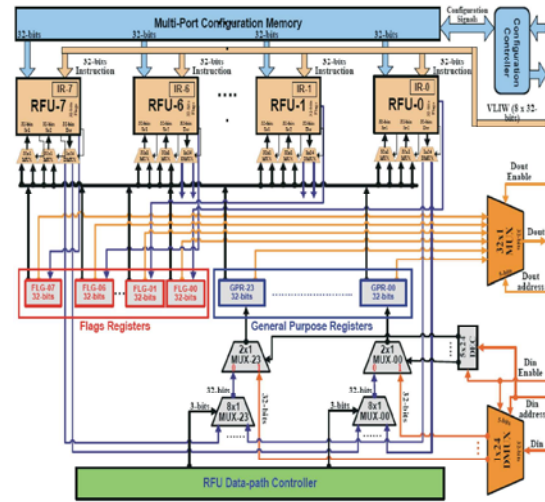 Multi-Port Configuration Memory
Configuration
Signals
Configuration
Controller
32-bits
32-bits
32-bits
32-bits
32-bits
Instruction
32-bits
Instruction
32-bits
Instruction
32-bits
Instruction
VLIW (8 x 32-
bits)
IR-7
RFU-7
IR-6
RFU-6
IR-1
RFU-1
IR-0
RFU-0
Dout
Enable
32x1
MUX
Dout
Dout
address
FLG-07
32-bits
FLG-06
32-bits
FLG-01
32-bits
FLG-00
32-bits
GPR-23
32-bits
GPR-00
32-bits
Flags Registers
General Purpose Registers
2x1
MUX-23
2x1
MUX-00
5x24
DEC
Din
Enable
Din
address
32-bits
32-bits
32-bits
32-bits
3-bits
8x1
MUX-23
3-bits
8x1
MUX-00
1x24
DMUX
Din
RFU Data-path Controller